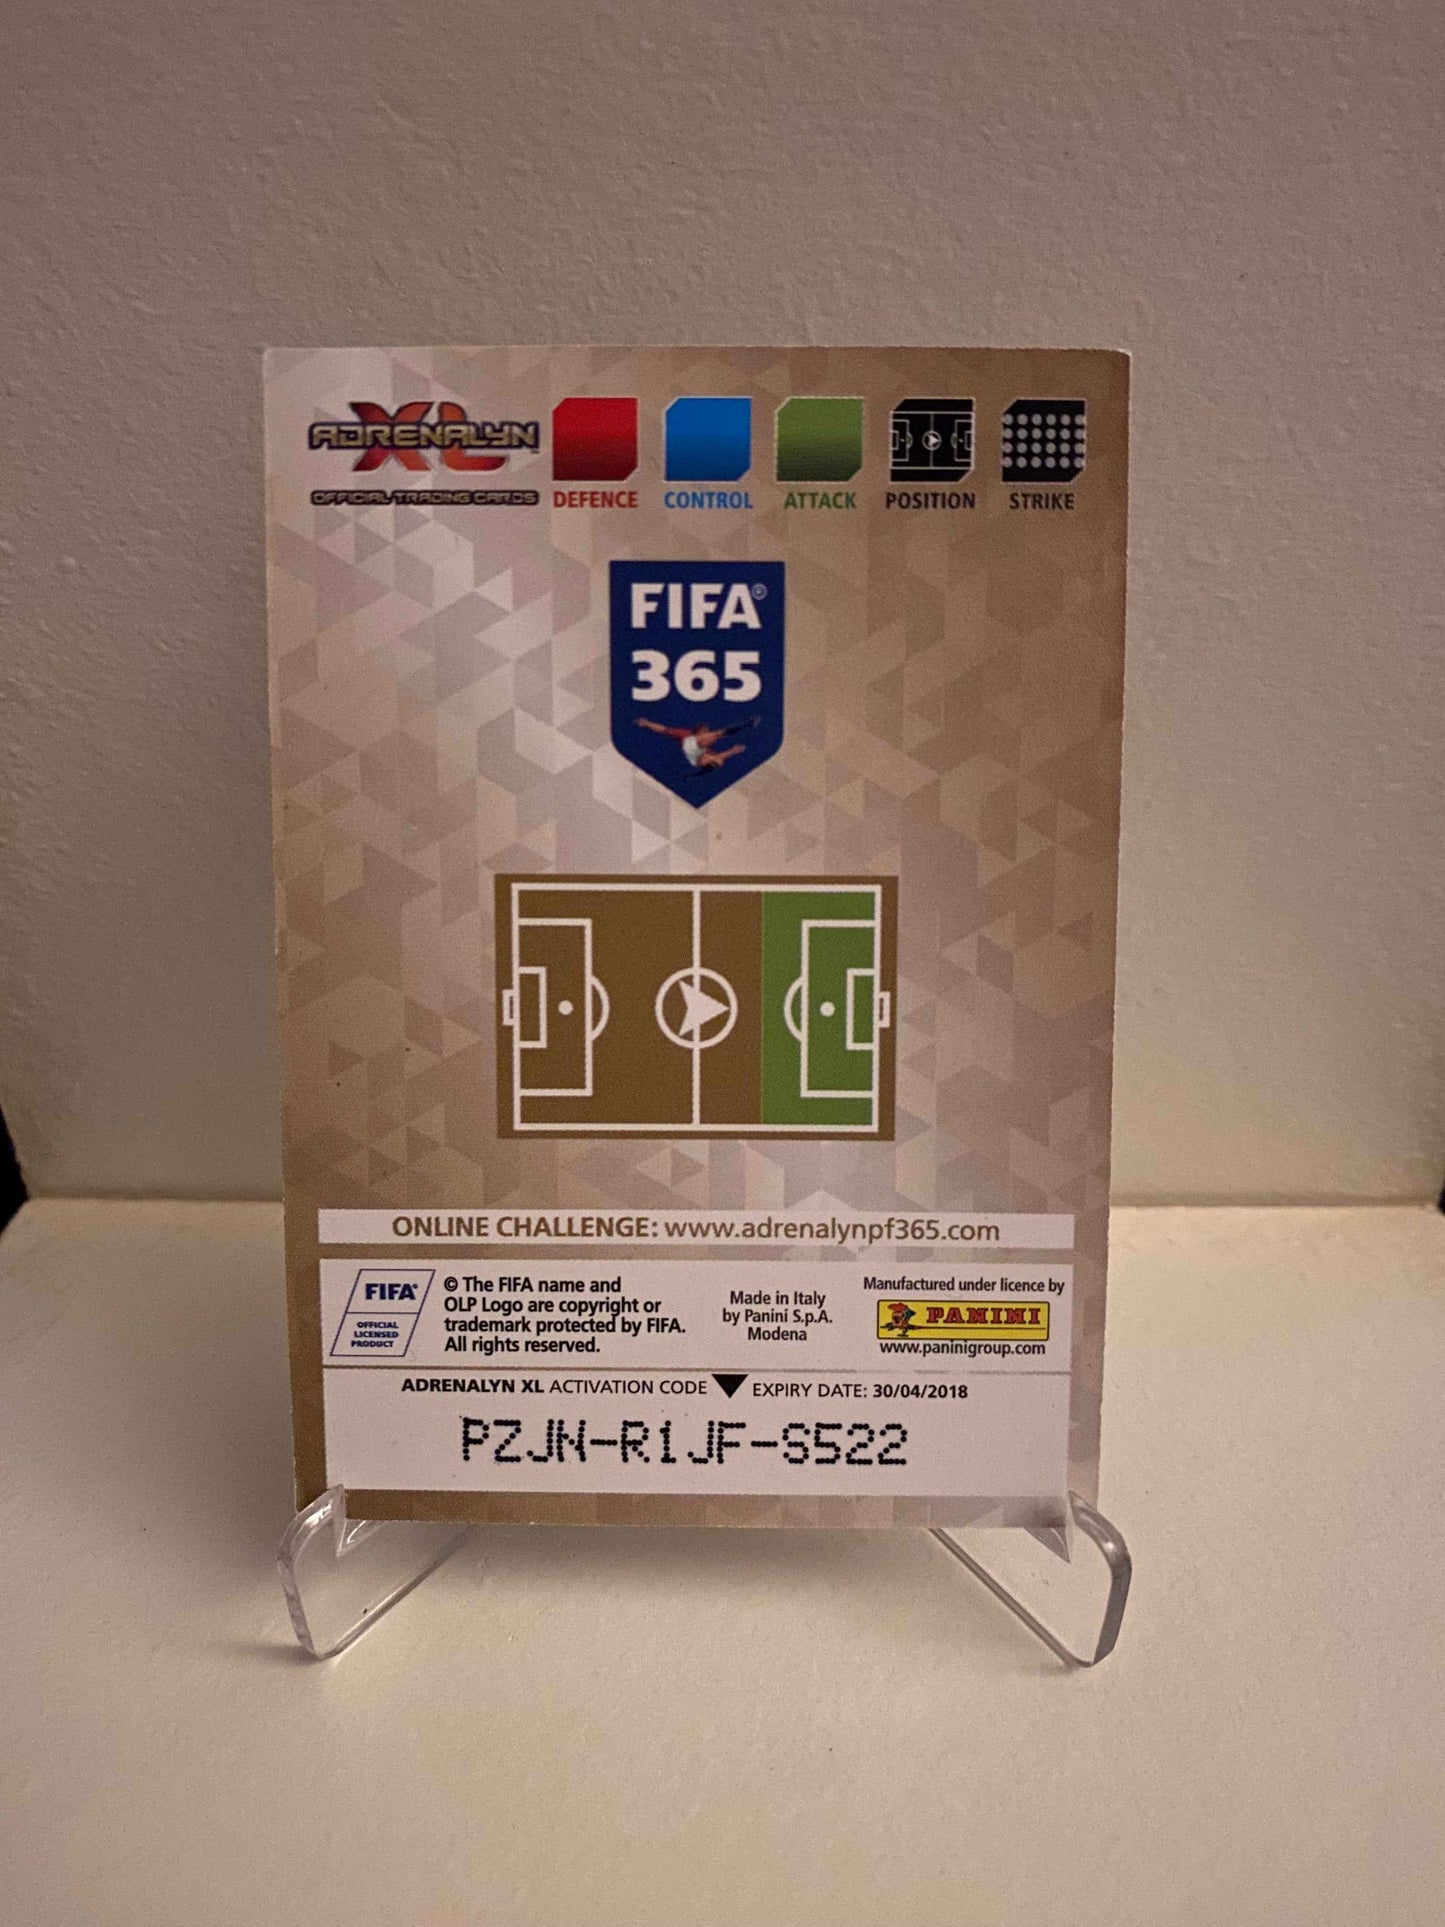 ADRENALYN XL
OFFICIAL TRADING CARDS
DEFENCE CONTROL ATTACK POSITION STRIKE
FIFA®
365
ONLINE CHALLENGE: www.adrenalynpf365.com
FIFA®
OFFICIAL
LICENSED
PRODUCT
© The FIFA name and
OLP Logo are copyright or
trademark protected by FIFA.
All rights reserved.
Made in Italy
by Panini S.p.A.
Modena
Manufactured under licence by
PANINI
www.paninigroup.com
ADRENALYN XL ACTIVATION CODE EXPIRY DATE: 30/04/2018
PZJN-R1JF-S522